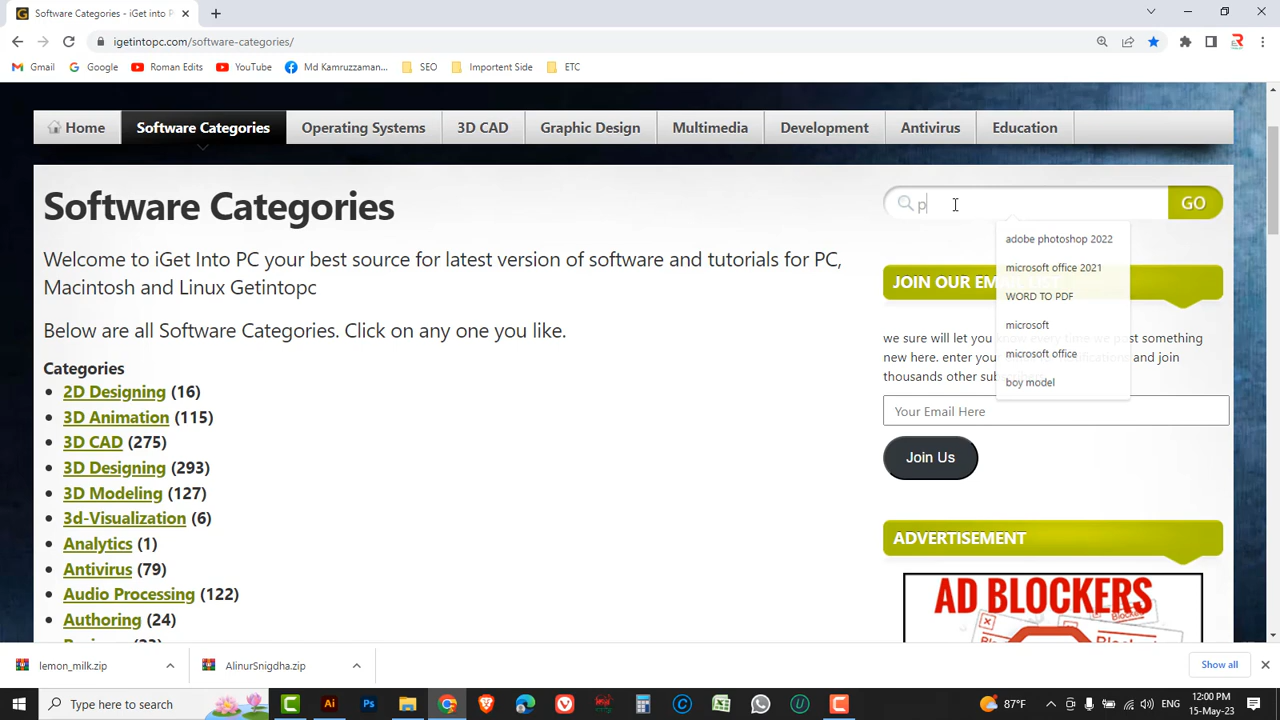 Software Categories - iGet into P
igetintopc.com/software-categories/
Gmail
Google
Roman Edits
YouTube
Md Kamruzzaman...
SEO
Importent Side
ETC
Home
Software Categories
Operating Systems
3D CAD
Graphic Design
Multimedia
Development
Antivirus
Education
Software Categories
p
GO
adobe photoshop 2022
microsoft office 2021
WORD TO PDF
microsoft
microsoft office
boy model
Welcome to iGet Into PC your best source for latest version of software and tutorials for PC,
Macintosh and Linux Getintopc
Below are all Software Categories. Click on any one you like.
Categories
2D Designing (16)
3D Animation (115)
3D CAD (275)
3D Designing (293)
3D Modeling (127)
3d-Visualization (6)
Analytics (1)
Antivirus (79)
Audio Processing (122)
Authoring (24)
JOIN OUR EM
we sure will let you know every time we post something
new here. enter you
and join
thousands other
Your Email Here
Join Us
ADVERTISEMENT
AD BLOCKERS
lemon_milk.zip
AlinurSnigdha.zip
Show all
Type here to search
Ai
Ps
87°F
ENG
12:00 PM
15-May-23